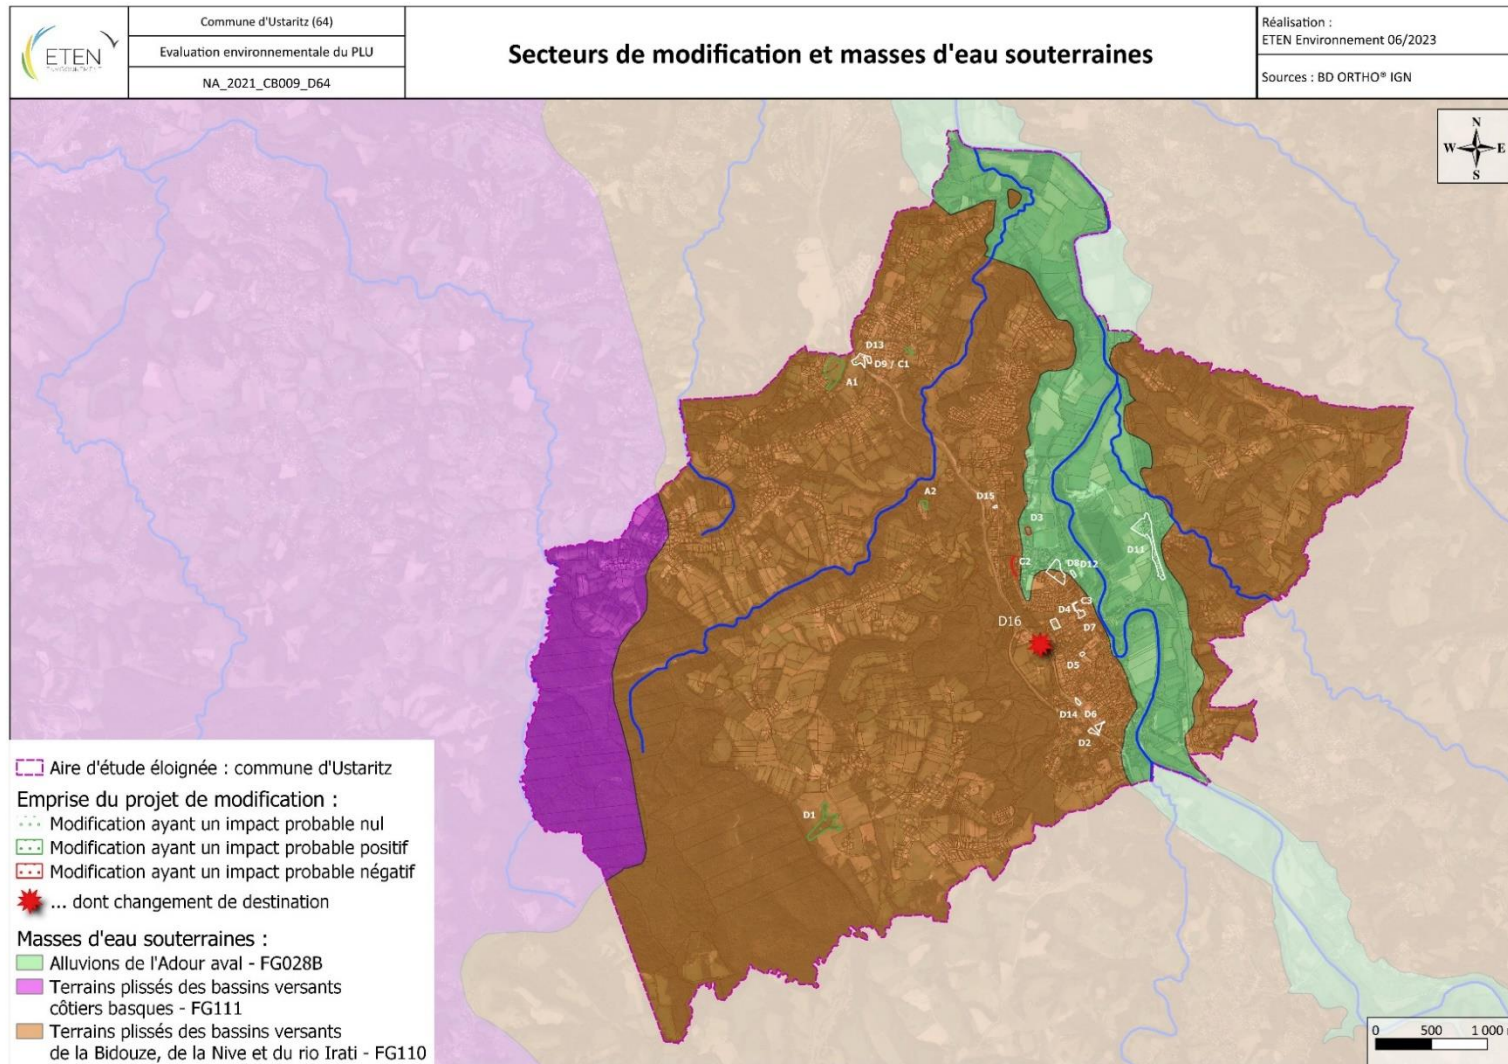 ETEN
ENVIRONNEMENT
Commune d'Ustaritz (64)
Evaluation environnementale du PLU
NA_2021_CB009_D64
Secteurs de modification et masses d'eau souterraines
Réalisation :
ETEN Environnement 06/2023
Sources : BD ORTHO® IGN
N
W E
S
D13
D9 / C1
A1
A2
D15
D3
D11
C2
D8 D12
C3
D4
D7
D16
D5
D14 D6
D2
D1
Aire d'étude éloignée : commune d'Ustaritz
Emprise du projet de modification :
Modification ayant un impact probable nul
Modification ayant un impact probable positif
Modification ayant un impact probable négatif
... dont changement de destination
Masses d'eau souterraines :
Alluvions de l'Adour aval - FG028B
Terrains plissés des bassins versants
côtiers basques - FG111
Terrains plissés des bassins versants
de la Bidouze, de la Nive et du rio Irati - FG110
0 500 1 000